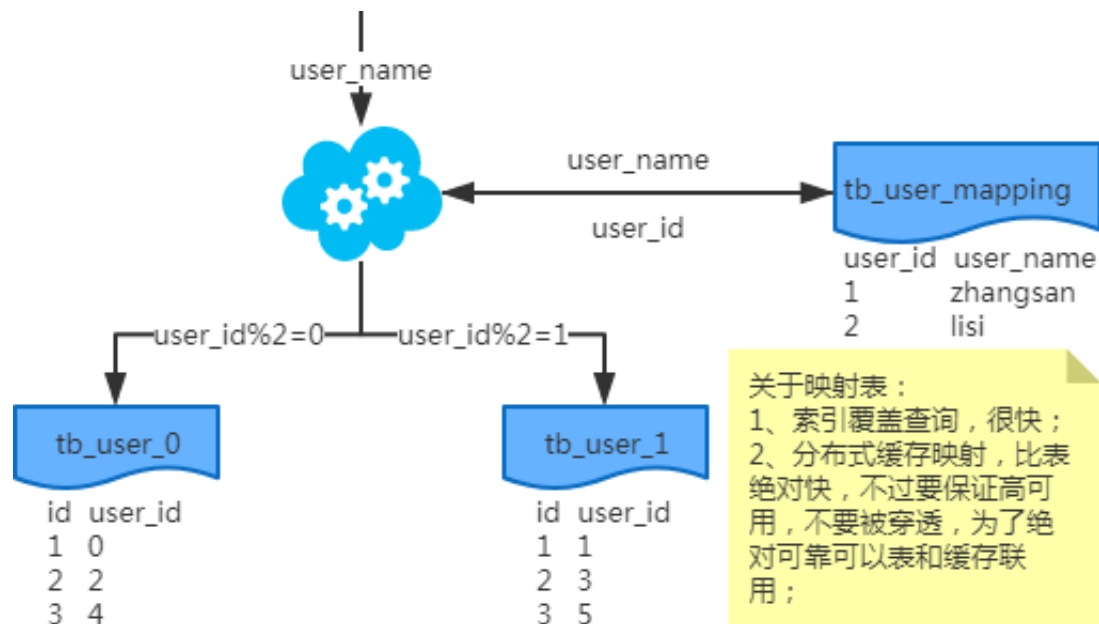 user_name
user_name
tb_user_mapping
user_id
user_id user_name
1 zhangsan
2 lisi
user_id%2=0
user_id%2=1
tb_user_0
id user_id
1 0
2 2
3 4
tb_user_1
id user_id
1 1
2 3
3 5
关于映射表：
1、索引覆盖查询，很快；
2、分布式缓存映射，比表
绝对快，不过要保证高可
用，不要被穿透，为了绝
对可靠可以表和缓存联
用；